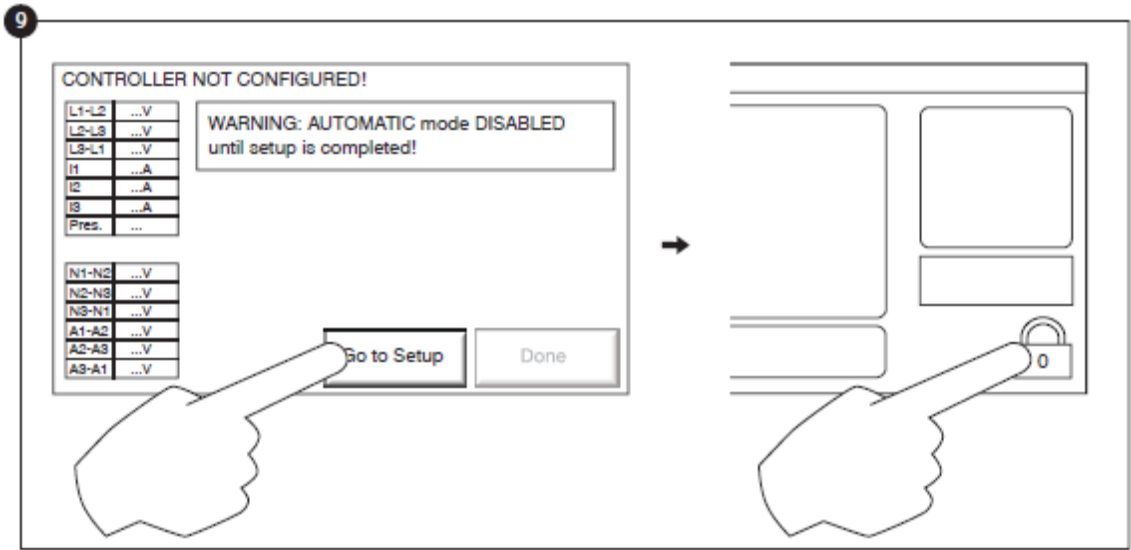 9
CONTROLLER NOT CONFIGURED!
L1-L2 ...V
L2-L3 ...V
L3-L1 ...V
I1 ...A
I2 ...A
I3 ...A
Pres. ...
WARNING: AUTOMATIC mode DISABLED
until setup is completed!
N1-N2 ...V
N2-N3 ...V
N3-N1 ...V
A1-A2 ...V
A2-A3 ...V
A3-A1 ...V
Go to Setup
Done
0